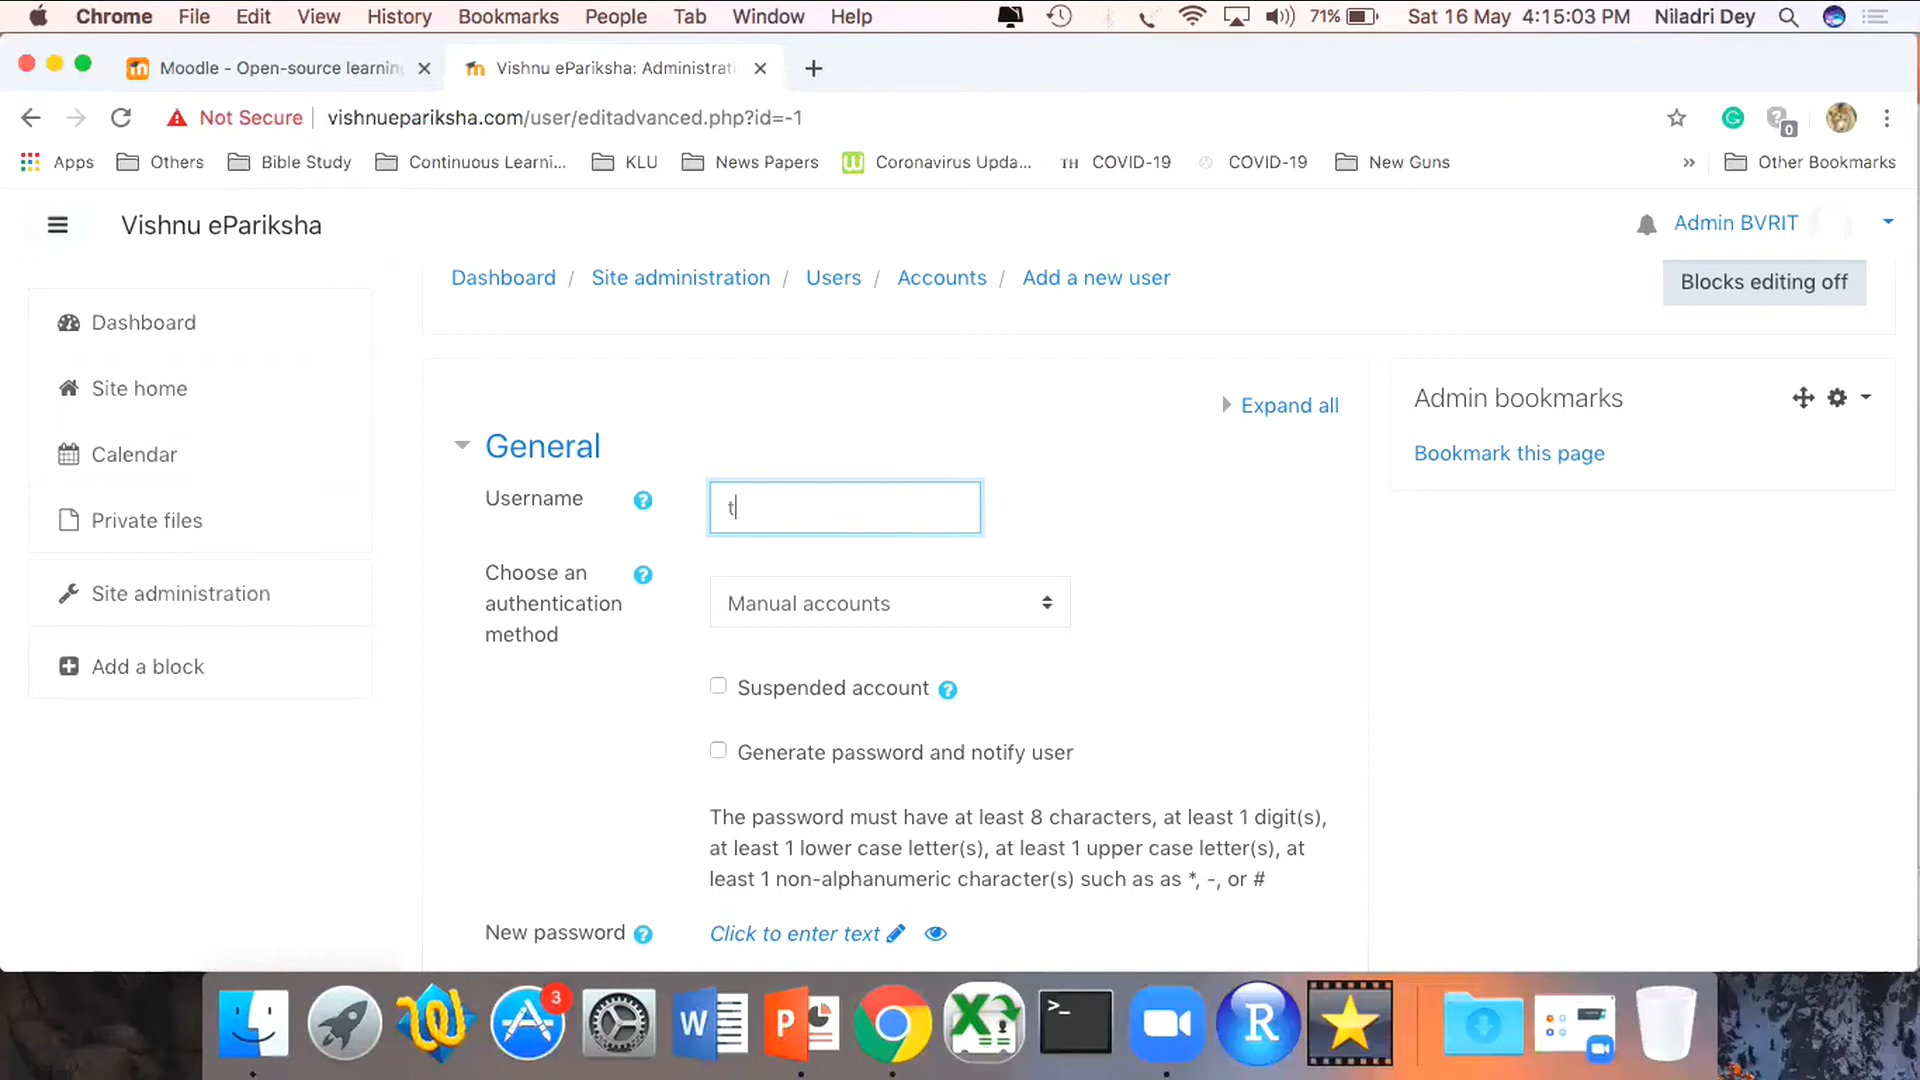 Chrome File Edit View History Bookmarks People Tab Window Help 71% Sat 16 May 4:15:03 PM Niladri Dey
Moodle - Open-source learning Vishnu ePariksha: Administrati
Not Secure vishnuepariksha.com/user/editadvanced.php?id=-1 0
Apps Others Bible Study Continuous Learni... KLU News Papers Coronavirus Upda... TH COVID-19 COVID-19 New Guns » Other Bookmarks
Vishnu ePariksha Admin BVRIT
Dashboard / Site administration / Users / Accounts / Add a new user Blocks editing off
Dashboard
Site home
Calendar
Private files
Site administration
Add a block
Expand all
General
Username t
Choose an
authentication
method
Manual accounts
Suspended account
Generate password and notify user
The password must have at least 8 characters, at least 1 digit(s),
at least 1 lower case letter(s), at least 1 upper case letter(s), at
least 1 non-alphanumeric character(s) such as as *, -, or #
New password Click to enter text
Admin bookmarks
Bookmark this page
3
W P X >_ R